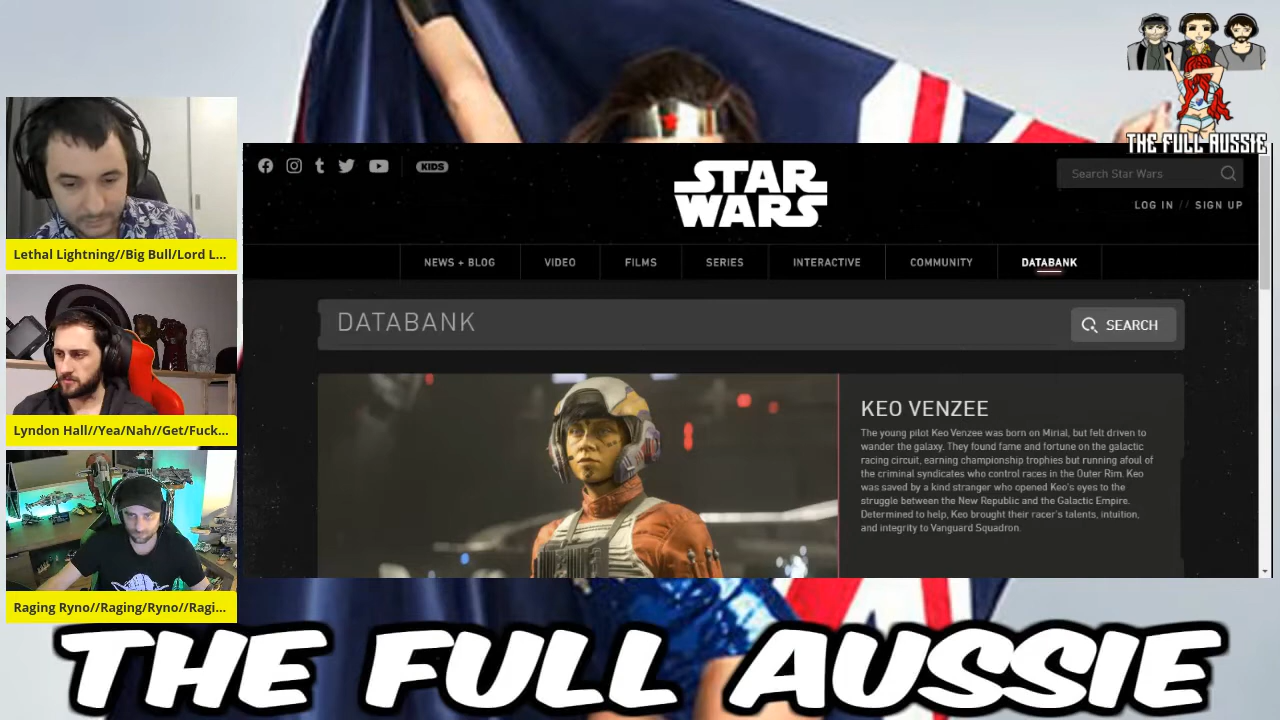 THE FULL AUSSIE
KIDS
STAR
WARS
Search Star Wars
LOG IN // SIGN UP
NEWS + BLOG
VIDEO
FILMS
SERIES
INTERACTIVE
COMMUNITY
DATABANK
DATABANK
SEARCH
KEO VENZEE
The young pilot Keo Venzee was born on Mirial, but felt driven to
wander the galaxy. They found fame and fortune on the galactic
racing circuit, earning championship trophies but running afoul of
the criminal syndicates who control races in the Outer Rim. Keo
was saved by a kind stranger who opened Keo's eyes to the
struggle between the New Republic and the Galactic Empire.
Determined to help, Keo brought their racer's talents, intuition,
and integrity to Vanguard Squadron.
Lethal Lightning//Big Bull/Lord L...
Lyndon Hall//Yea/Nah//Get/Fuck...
Raging Ryno//Raging/Ryno//Ragi...
THE FULL AUSSIE